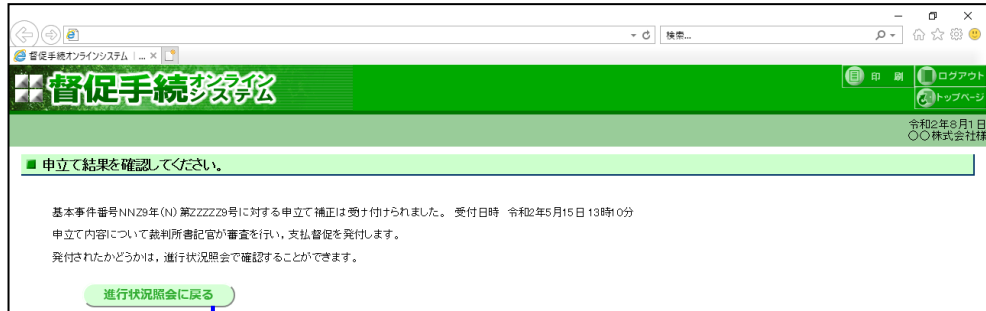 検索...
督促手続オンラインシステム | ... ×
督促手続オンラインシステム
印 刷
ログアウト
トップページ
令和2年8月1日
〇〇株式会社様
■ 申立て結果を確認してください。
基本事件番号NNZ9年(N)第ZZZZZ9号に対する申立て補正は受け付けられました。 受付日時 令和2年5月15日 13時10分
申立て内容について裁判所書記官が審査を行い，支払督促を発付します。
発付されたかどうかは，進行状況照会で確認することができます。
進行状況照会に戻る